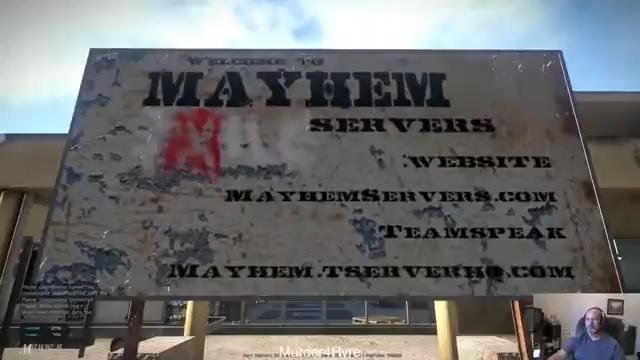 WELCOME TO
MAYHEM
SERVERS
WEBSITE
MAYHEMSERVERS.COM
TEAMSPEAK
MAYHEM.TSERVERHQ.COM